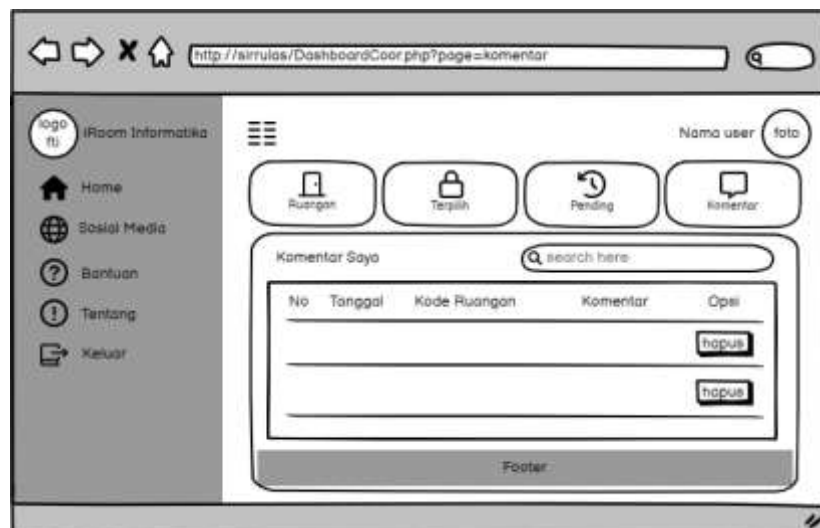 http://sirrulas/DashboardCoor.php?page=komentar
logo
fti
iRoom Informatika
Home
Sosial Media
Bantuan
Tentang
Keluar
Nama user
foto
Ruangan
Terpilih
Pending
Komentar
Komentar Saya
search here
No Tanggal Kode Ruangan Komentar Opsi
hapus
hapus
Footer